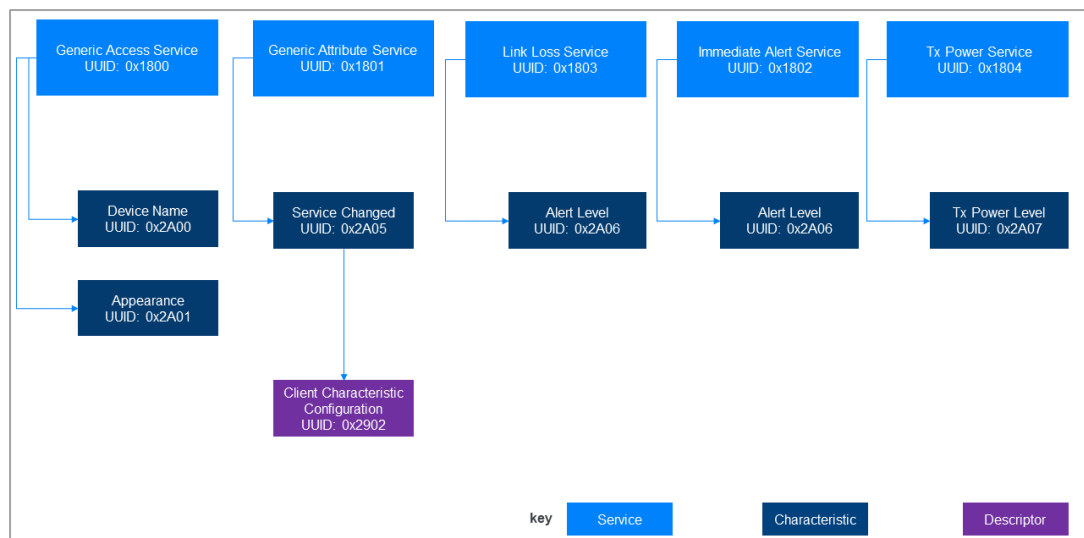 Generic Access Service
UUID: 0x1800
Generic Attribute Service
UUID: 0x1801
Link Loss Service
UUID: 0x1803
Immediate Alert Service
UUID: 0x1802
Tx Power Service
UUID: 0x1804
Device Name
UUID: 0x2A00
Service Changed
UUID: 0x2A05
Alert Level
UUID: 0x2A06
Alert Level
UUID: 0x2A06
Tx Power Level
UUID: 0x2A07
Appearance
UUID: 0x2A01
Client Characteristic
Configuration
UUID: 0x2902
key
Service
Characteristic
Descriptor